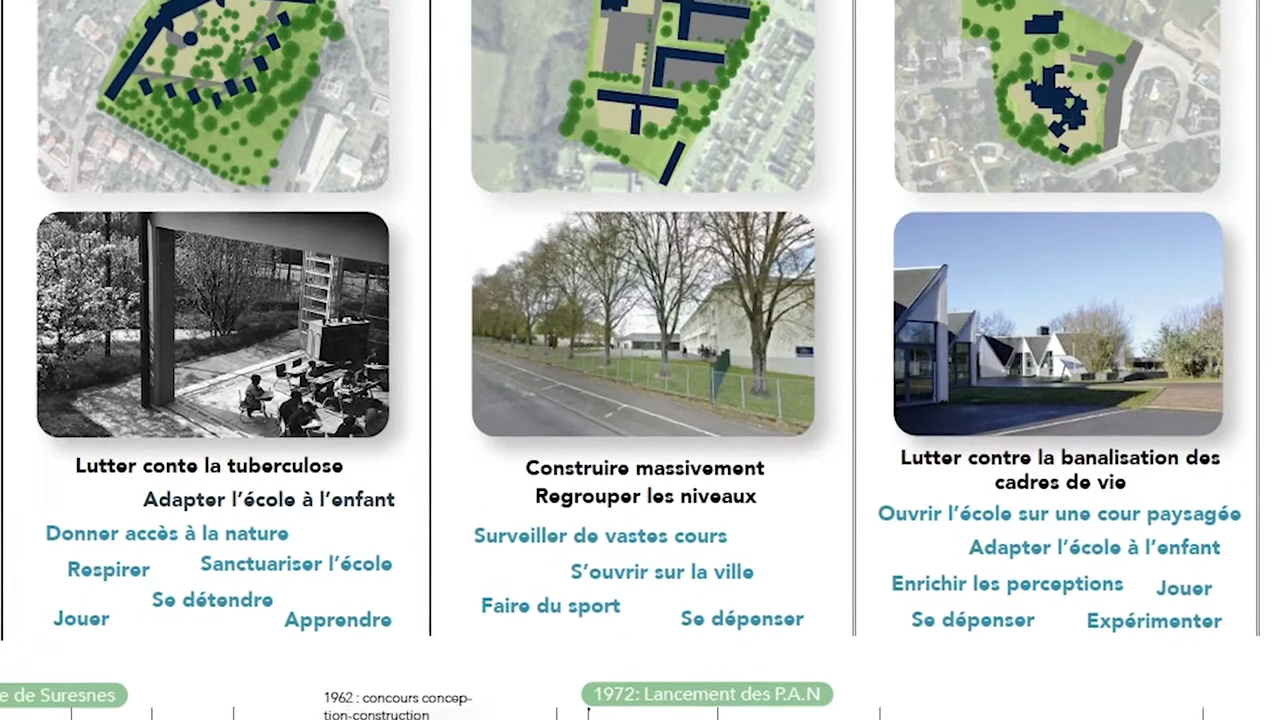 Lutter conte la tuberculose
Adapter l'école à l'enfant
Donner accès à la nature
Respirer
Sanctuariser l'école
Se détendre
Jouer
Apprendre
Construire massivement
Regrouper les niveaux
Surveiller de vastes cours
S'ouvrir sur la ville
Faire du sport
Se dépenser
Lutter contre la banalisation des
cadres de vie
Ouvrir l'école sur une cour paysagée
Adapter l'école à l'enfant
Enrichir les perceptions
Jouer
Se dépenser
Expérimenter
e de Suresnes
1962 : concours concep-
tion-construction
1972: Lancement des P.A.N